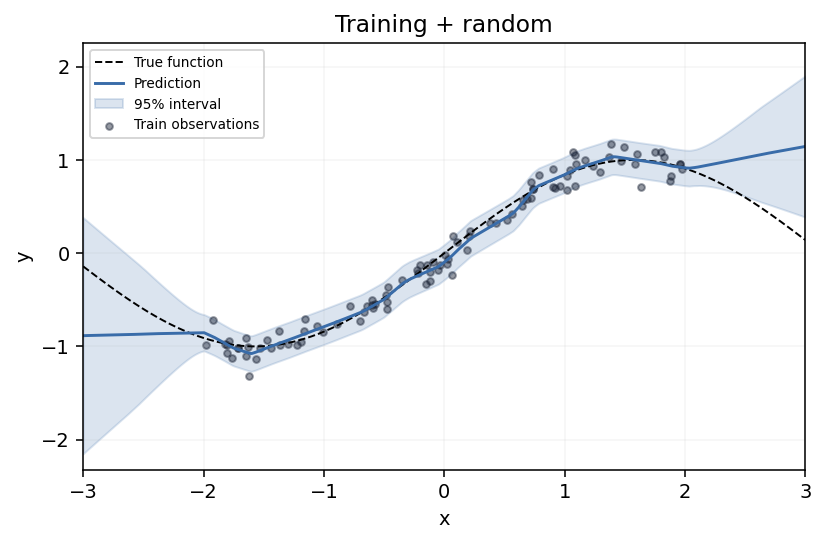 Training + random
True function
Prediction
95% interval
Train observations
2
1
0
−1
−2
y
−3 −2 −1 0 1 2 3
x